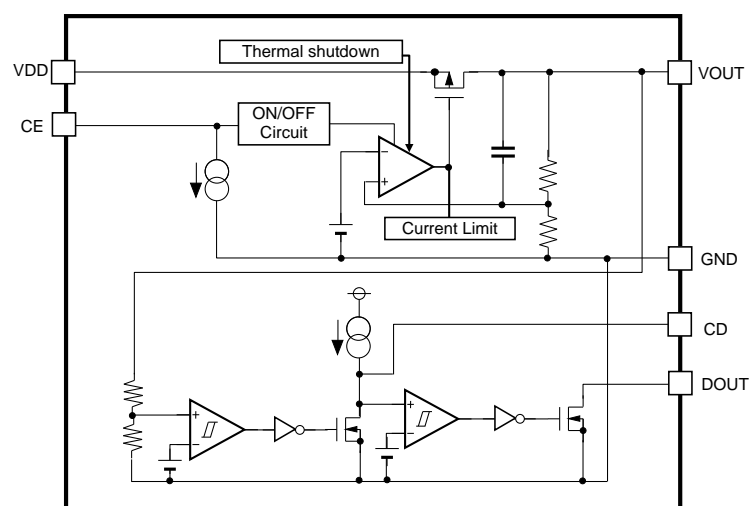 Thermal shutdown
VDD
VOUT
CE
ON/OFF
Circuit
−
+
Current Limit
GND
CD
DOUT
+
−
+
−